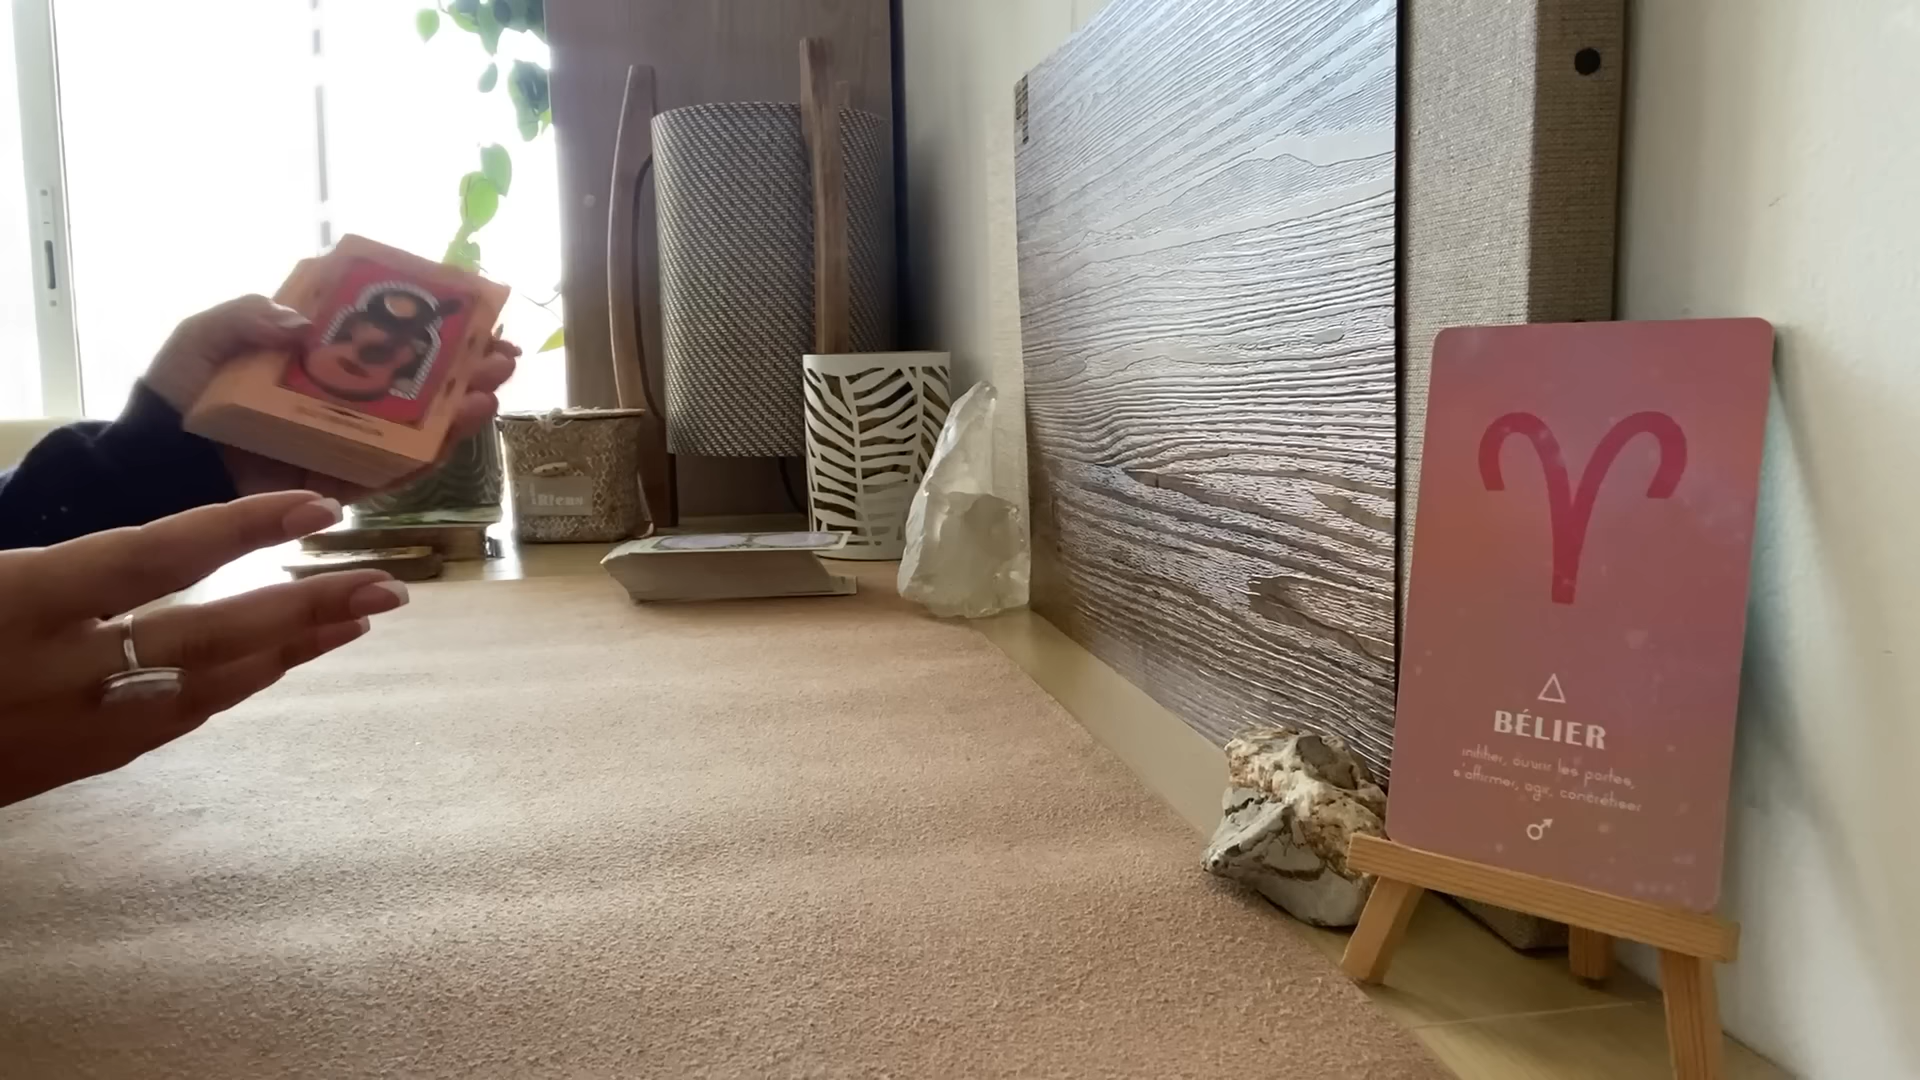 BÉLIER
initier, ouvrir les portes,
s'affirmer, agir, concrétiser